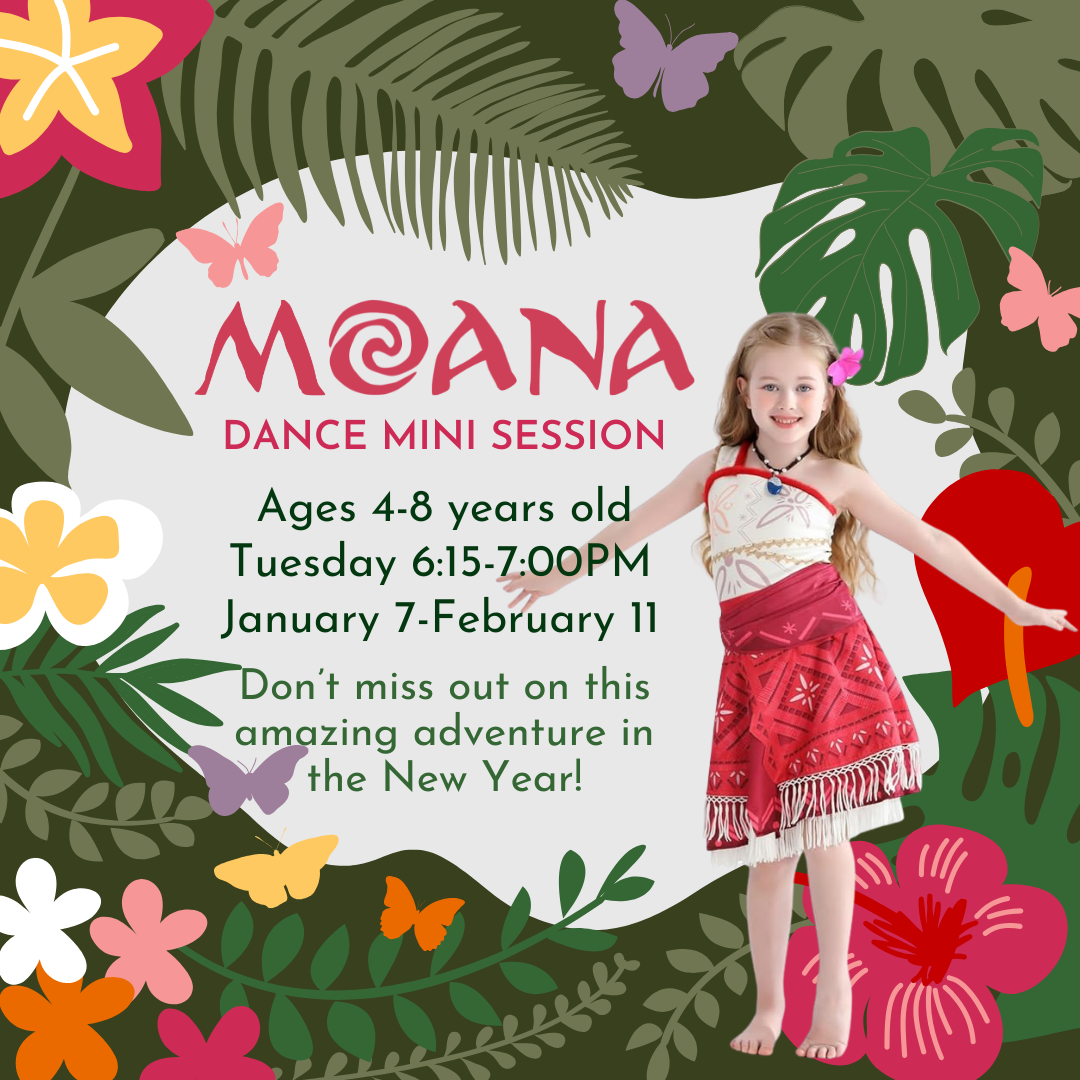 MOANA
DANCE MINI SESSION
Ages 4-8 years old
Tuesday 6:15-7:00PM
January 7-February 11
Don’t miss out on this
amazing adventure in
the New Year!